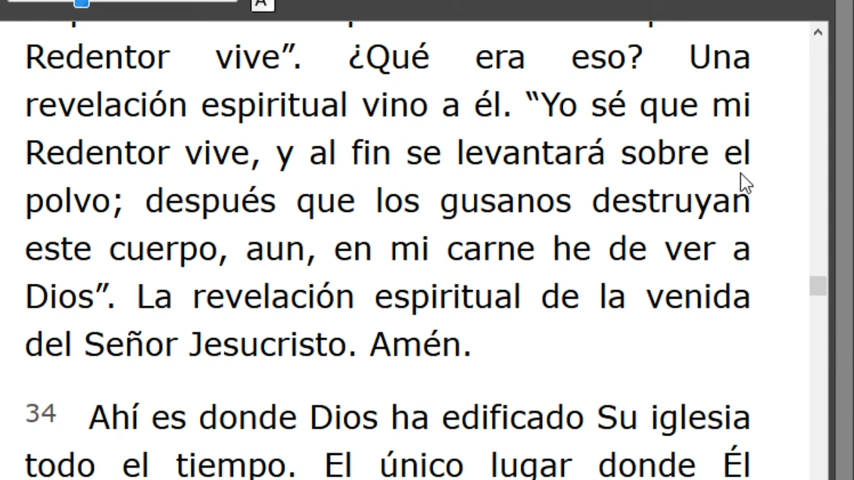 A
Redentor vive”. ¿Qué era eso? Una
revelación espiritual vino a él. “Yo sé que mi
Redentor vive, y al fin se levantará sobre el
polvo; después que los gusanos destruyan
este cuerpo, aun, en mi carne he de ver a
Dios”. La revelación espiritual de la venida
del Señor Jesucristo. Amén.
34 Ahí es donde Dios ha edificado Su iglesia
todo el tiempo. El único lugar donde Él